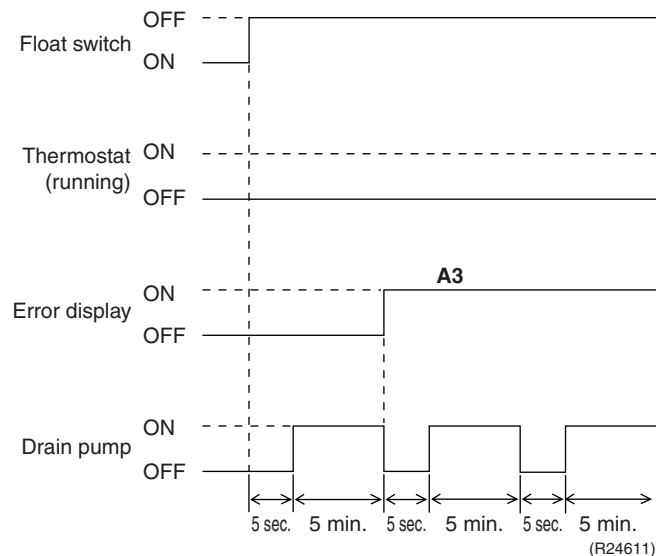 OFF
Float switch
ON
Thermostat ON
(running)
OFF
A3
ON
Error display
OFF
ON
Drain pump
OFF
5 sec. 5 min. 5 sec. 5 min. 5 sec. 5 min.
(R24611)